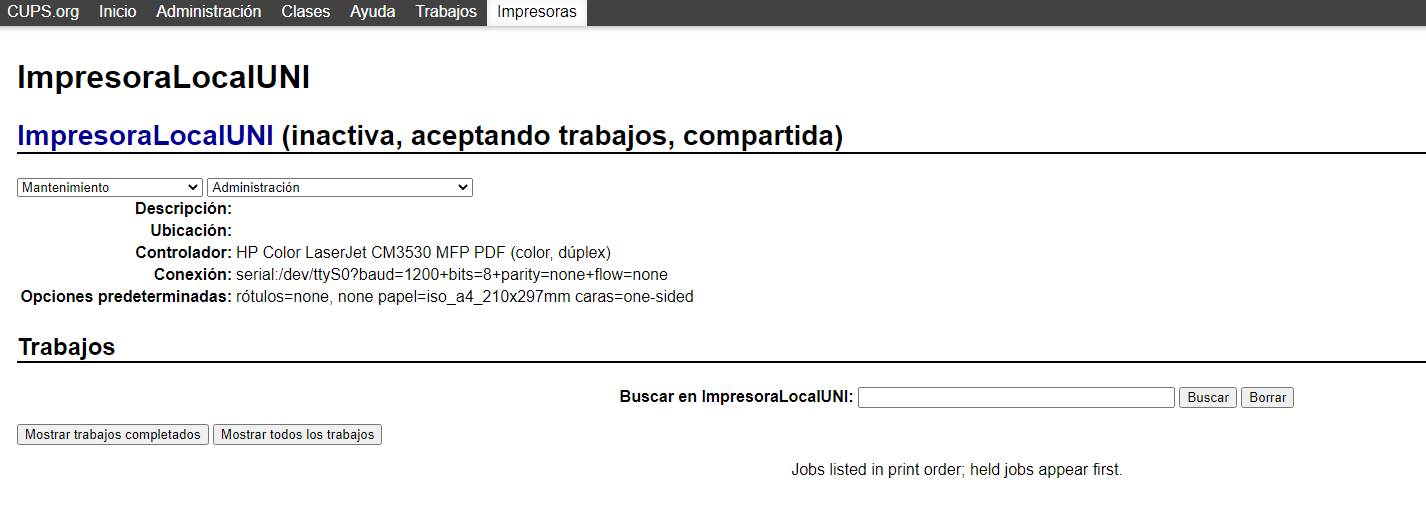 CUPS.org Inicio Administración Clases Ayuda Trabajos Impresoras
ImpresoraLocalUNI
ImpresoraLocalUNI (inactiva, aceptando trabajos, compartida)
Mantenimiento Administración
Descripción:
Ubicación:
Controlador: HP Color LaserJet CM3530 MFP PDF (color, dúplex)
Conexión: serial:/dev/ttyS0?baud=1200+bits=8+parity=none+flow=none
Opciones predeterminadas: rótulos=none, none papel=iso_a4_210x297mm caras=one-sided
Trabajos
Buscar en ImpresoraLocalUNI: Buscar Borrar
Mostrar trabajos completados Mostrar todos los trabajos
Jobs listed in print order; held jobs appear first.